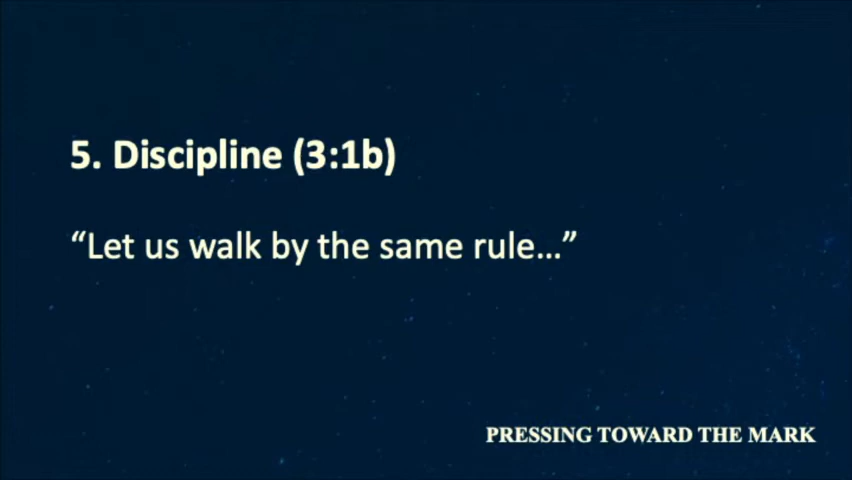 5. Discipline (3:1b)
“Let us walk by the same rule…”
PRESSING TOWARD THE MARK